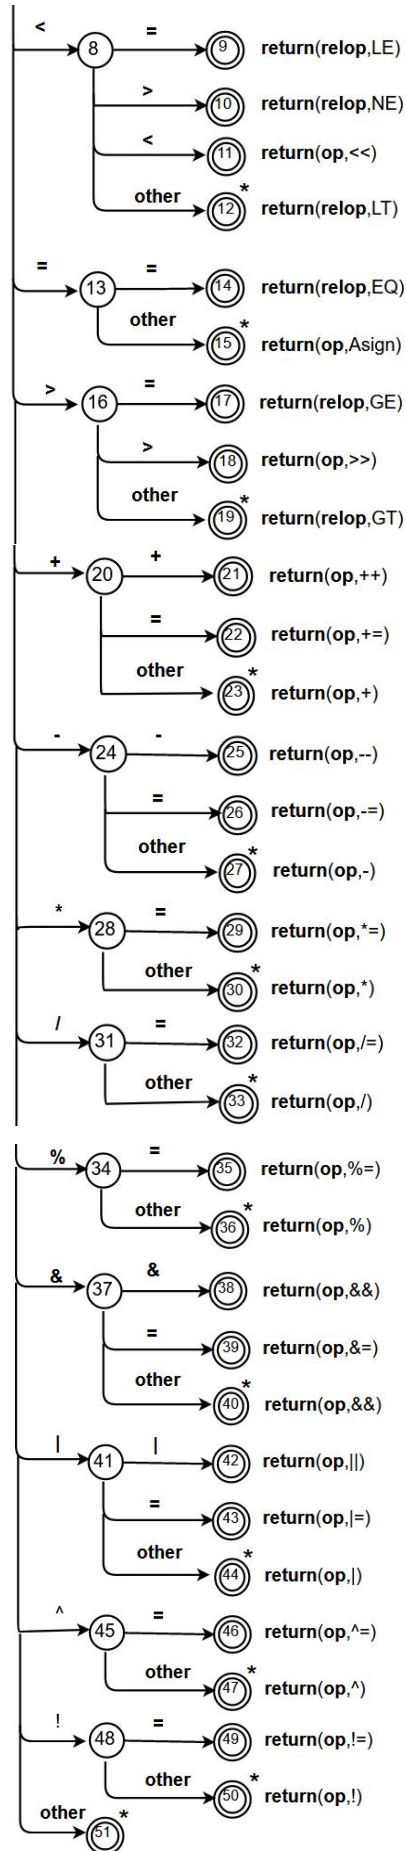 < 8 = 9 return(relop,LE)
> 10 return(relop,NE)
< 11 return(op,<<)
other 12 * return(relop,LT)
= 13 = 14 return(relop,EQ)
other 15 * return(op,Asign)
> 16 = 17 return(relop,GE)
> 18 return(op,>>)
other 19 * return(relop,GT)
+ 20 + 21 return(op,++)
= 22 return(op,+=)
other 23 * return(op,+)
- 24 - 25 return(op,--)
= 26 return(op,-=)
other 27 * return(op,-)
* 28 = 29 return(op,*=)
other 30 * return(op,*)
/ 31 = 32 return(op,/=)
other 33 * return(op,/)
% 34 = 35 return(op,%=)
other 36 * return(op,%)
& 37 & 38 return(op,&&)
= 39 return(op,&=)
other 40 * return(op,&&)
| 41 | 42 return(op,||)
= 43 return(op,|=)
other 44 * return(op,|)
^ 45 = 46 return(op,^=)
other 47 * return(op,^)
! 48 = 49 return(op,!=)
other 50 * return(op,!)
other 51 *